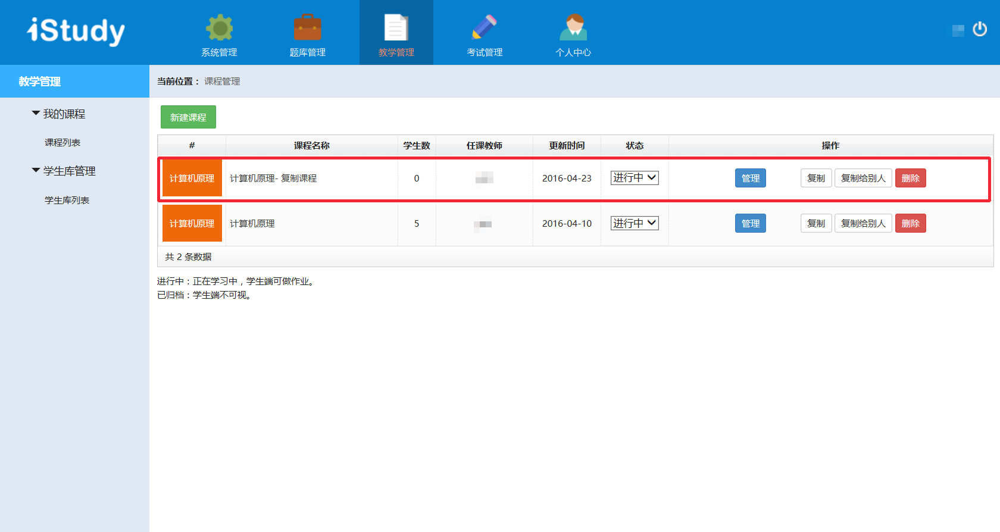 iStudy
系统管理
题库管理
教学管理
考试管理
个人中心
教学管理
当前位置： 课程管理
我的课程
课程列表
学生库管理
学生库列表
新建课程
# 课程名称 学生数 任课教师 更新时间 状态 操作
计算机原理 计算机原理- 复制课程 0 2016-04-23 进行中 管理 复制 复制给别人 删除
计算机原理 计算机原理 5 2016-04-10 进行中 管理 复制 复制给别人 删除
共 2 条数据
进行中：正在学习中，学生端可做作业。
已归档：学生端不可视。